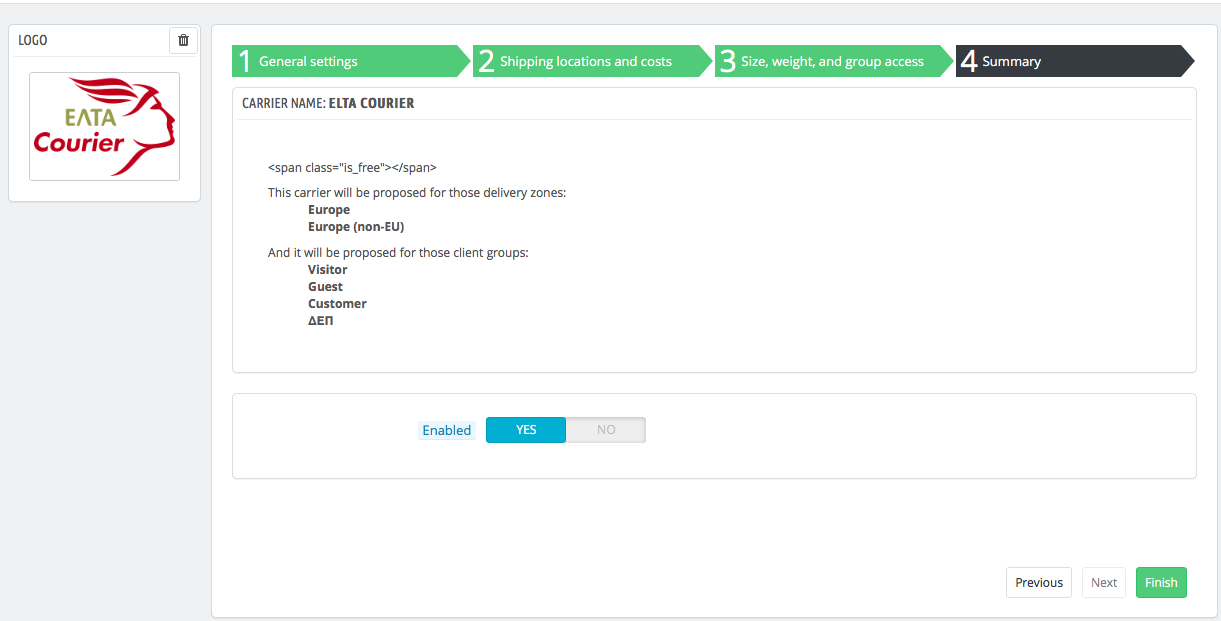 LOGO
ΕΛΤΑ
Courier
1 General settings
2 Shipping locations and costs
3 Size, weight, and group access
4 Summary
CARRIER NAME: ELTA COURIER
<span class="is_free"></span>
This carrier will be proposed for those delivery zones:
Europe
Europe (non-EU)
And it will be proposed for those client groups:
Visitor
Guest
Customer
ΔΕΠ
Enabled YES NO
Previous Next Finish